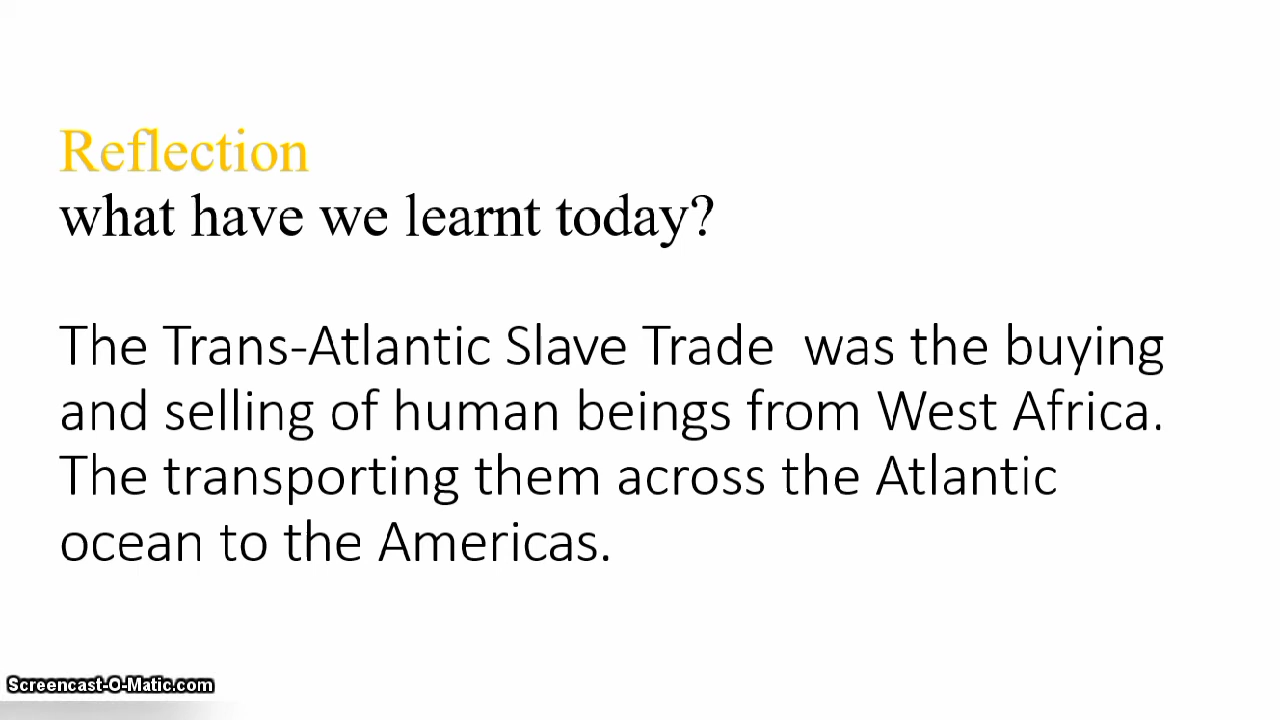 Reflection
what have we learnt today?
The Trans-Atlantic Slave Trade  was the buying
and selling of human beings from West Africa.
The transporting them across the Atlantic
ocean to the Americas.
Screencast-O-Matic.com